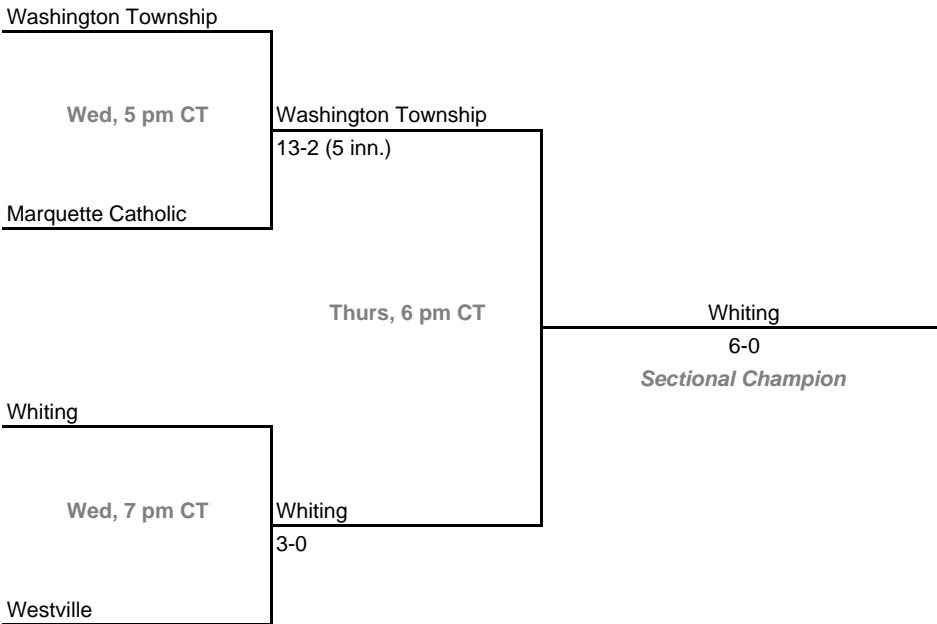 Washington Township
Wed, 5 pm CT
Washington Township
13-2 (5 inn.)
Marquette Catholic
Thurs, 6 pm CT
Whiting
6-0
Sectional Champion
Whiting
Wed, 7 pm CT
Whiting
3-0
Westville